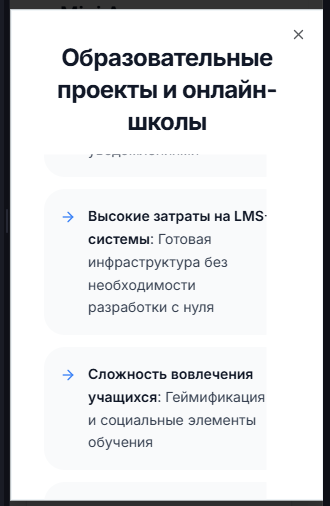 Образовательные
проекты и онлайн-
школы
Высокие затраты на LMS-
системы: Готовая
инфраструктура без
необходимости
разработки с нуля
Сложность вовлечения
учащихся: Геймификация
и социальные элементы
обучения